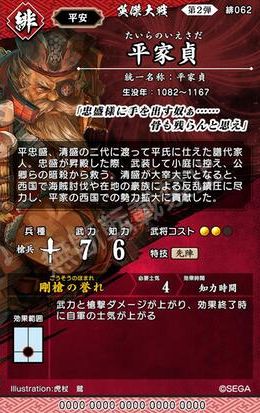 緋
平安
英傑大戦
第2弾
緋062
たいらのいえさだ
平家貞
統一名称：平家貞
生没年：1082～1167
「忠盛様に手を出す奴ぁ……
骨も残らんと思え」
平忠盛、清盛の二代に渡って平氏に仕えた譜代家
人。忠盛が昇殿した際、武装して小庭に控え、公
卿らの暗殺から救う。清盛が大宰大弐となると、
西国で海賊討伐や在地の豪族による反乱鎮圧に尽
力し、平家の西国での勢力拡大に貢献した。
兵種 武力 知力 武将コスト
槍兵 7 6
特技 先陣
ごうそうのほまれ 必要士気 効果時間
剛槍の誉れ 4 知力時間
効果範囲
武力と槍撃ダメージが上がり、効果終了時
に自軍の士気が上がる
Illustration:虎杖 鷲
©SEGA
0000-0000-0000-0000-0000